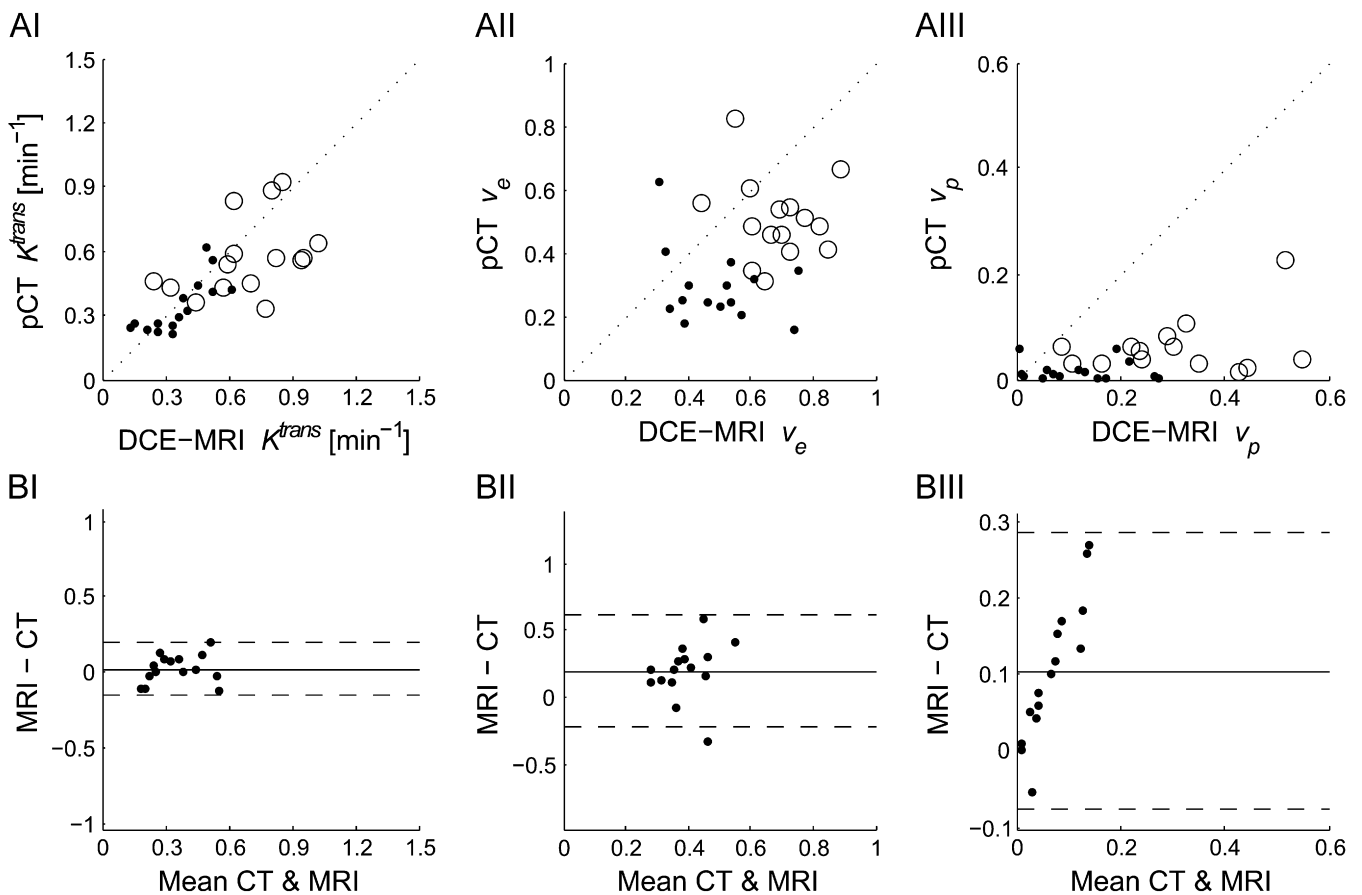 AI
AII
AIII
1.5
1.2
0.9
0.6
0.3
0
pCT K^trans [min−1]
0 0.3 0.6 0.9 1.2 1.5
DCE−MRI K^trans [min−1]
1
0.8
0.6
0.4
0.2
0
pCT v_e
0 0.2 0.4 0.6 0.8 1
DCE−MRI v_e
0.6
0.4
0.2
0
pCT v_p
0 0.2 0.4 0.6
DCE−MRI v_p
BI
BII
BIII
1
0.5
0
−0.5
−1
MRI − CT
0 0.3 0.6 0.9 1.2 1.5
Mean CT & MRI
1
0.5
0
−0.5
MRI − CT
0 0.2 0.4 0.6 0.8 1
Mean CT & MRI
0.3
0.2
0.1
0
−0.1
MRI − CT
0 0.2 0.4 0.6
Mean CT & MRI